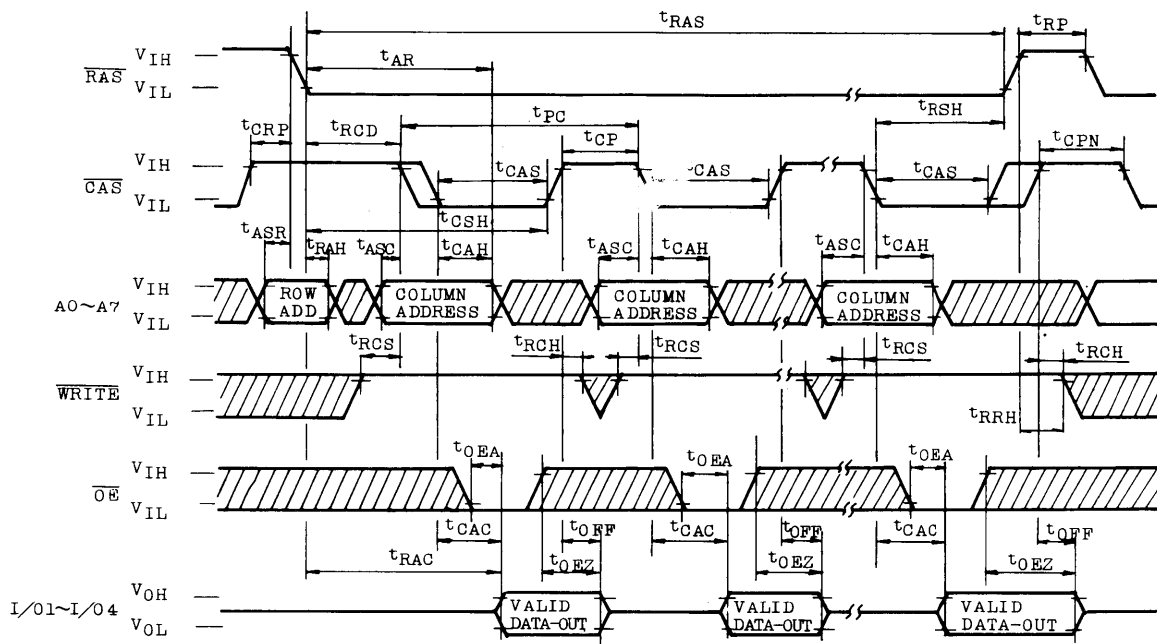 tRAS
tRP
tAR
RAS
VIH
VIL
tCRP
tRCD
tPC
tCP
tRSH
tCPN
CAS
VIH
VIL
tCAS
CAS
tCAS
tCSH
tASR
tRAH
tASC
tCAH
tASC
tCAH
tASC
tCAH
A0~A7
VIH
VIL
ROW
ADD
COLUMN
ADDRESS
COLUMN
ADDRESS
COLUMN
ADDRESS
tRCS
tRCH
tRCS
tRCS
tRCH
WRITE
VIH
VIL
tRRH
tOEA
tOEA
tOEA
OE
VIH
VIL
tCAC
tOFF
tCAC
tOFF
tCAC
tOFF
tRAC
tOEZ
tOEZ
tOEZ
I/O1~I/O4
VOH
VOL
VALID
DATA-OUT
VALID
DATA-OUT
VALID
DATA-OUT